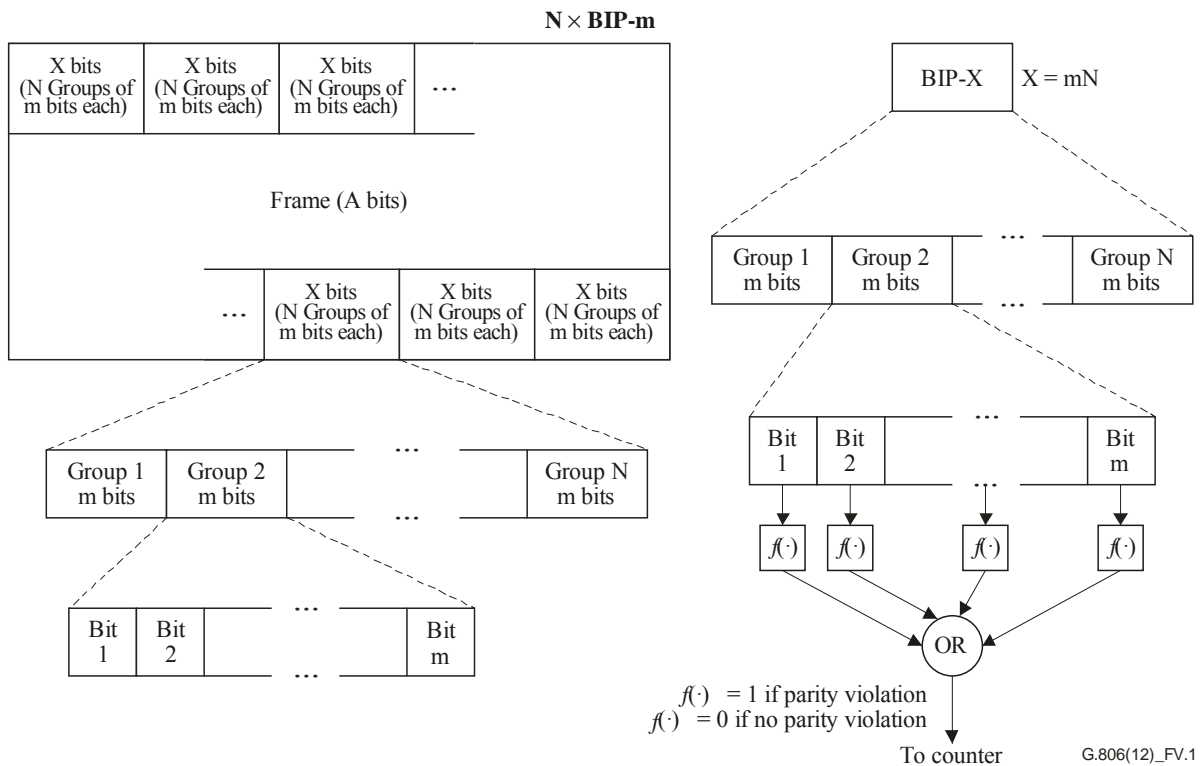 N × BIP-m
X bits
(N Groups of
m bits each)
X bits
(N Groups of
m bits each)
X bits
(N Groups of
m bits each)
...
Frame (A bits)
...
X bits
(N Groups of
m bits each)
X bits
(N Groups of
m bits each)
X bits
(N Groups of
m bits each)
Group 1
m bits
Group 2
m bits
...
...
Group N
m bits
Bit
1
Bit
2
...
...
Bit
m
BIP-X
X = mN
Group 1
m bits
Group 2
m bits
...
...
Group N
m bits
Bit
1
Bit
2
...
...
Bit
m
f(·)
f(·)
f(·)
f(·)
OR
f(·) = 1 if parity violation
f(·) = 0 if no parity violation
To counter
G.806(12)_FV.1